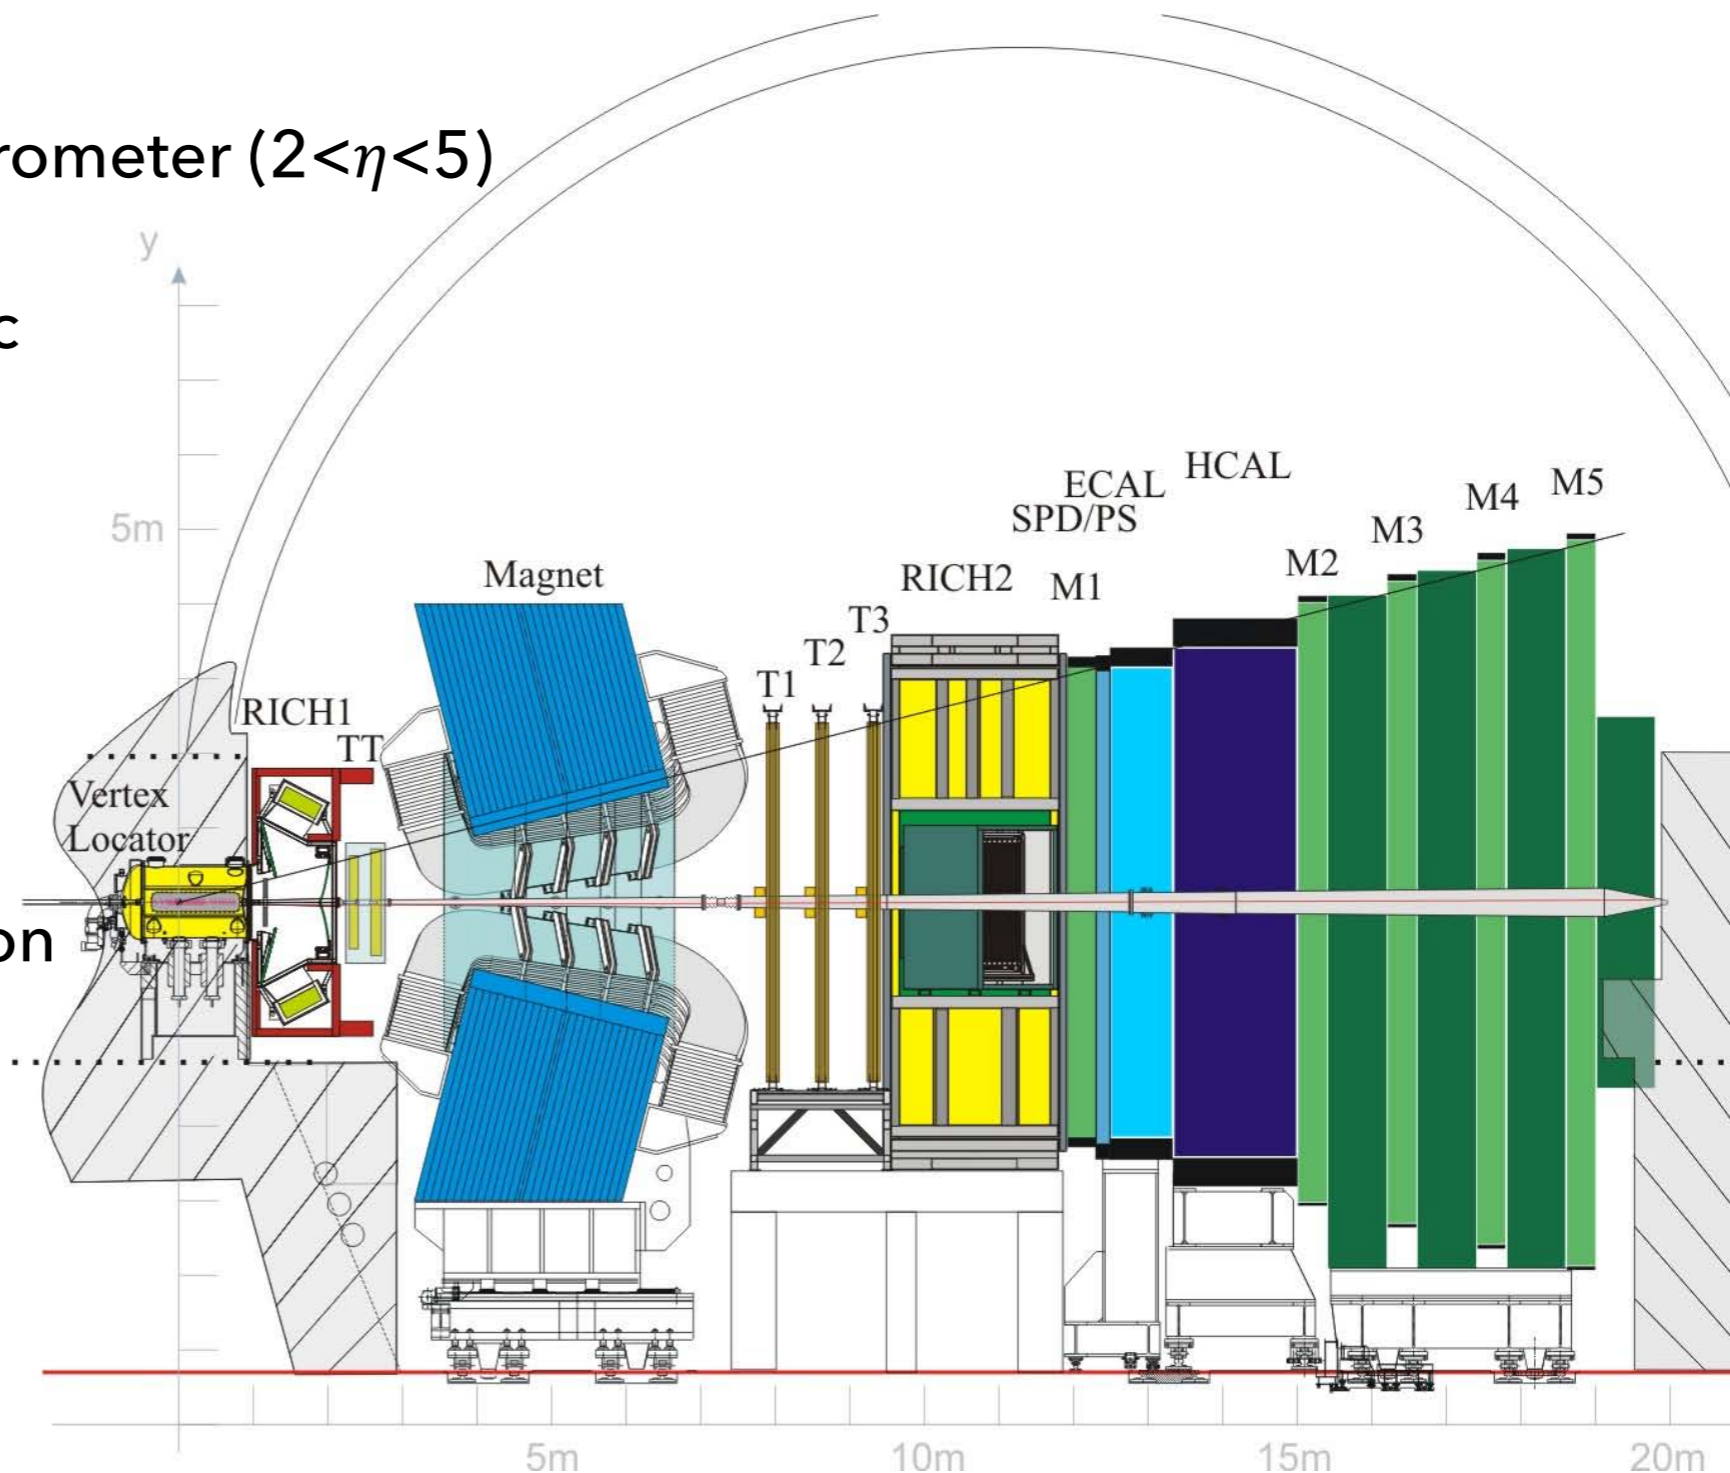 rometer (2<η<5)
y
c
HCAL
ECAL
SPD/PS
M5
M4
M3
M2
5m
Magnet
RICH2
M1
T3
T2
T1
RICH1
TT
Vertex
Locator
on
5m
10m
15m
20m